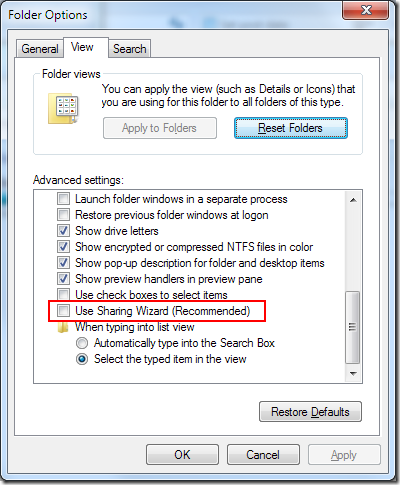 Folder Options
General
View
Search
Folder views
You can apply the view (such as Details or Icons) that
you are using for this folder to all folders of this type.
Apply to Folders
Reset Folders
Advanced settings:
Launch folder windows in a separate process
Restore previous folder windows at logon
Show drive letters
Show encrypted or compressed NTFS files in color
Show pop-up description for folder and desktop items
Show preview handlers in preview pane
Use check boxes to select items
Use Sharing Wizard (Recommended)
When typing into list view
Automatically type into the Search Box
Select the typed item in the view
Restore Defaults
OK
Cancel
Apply